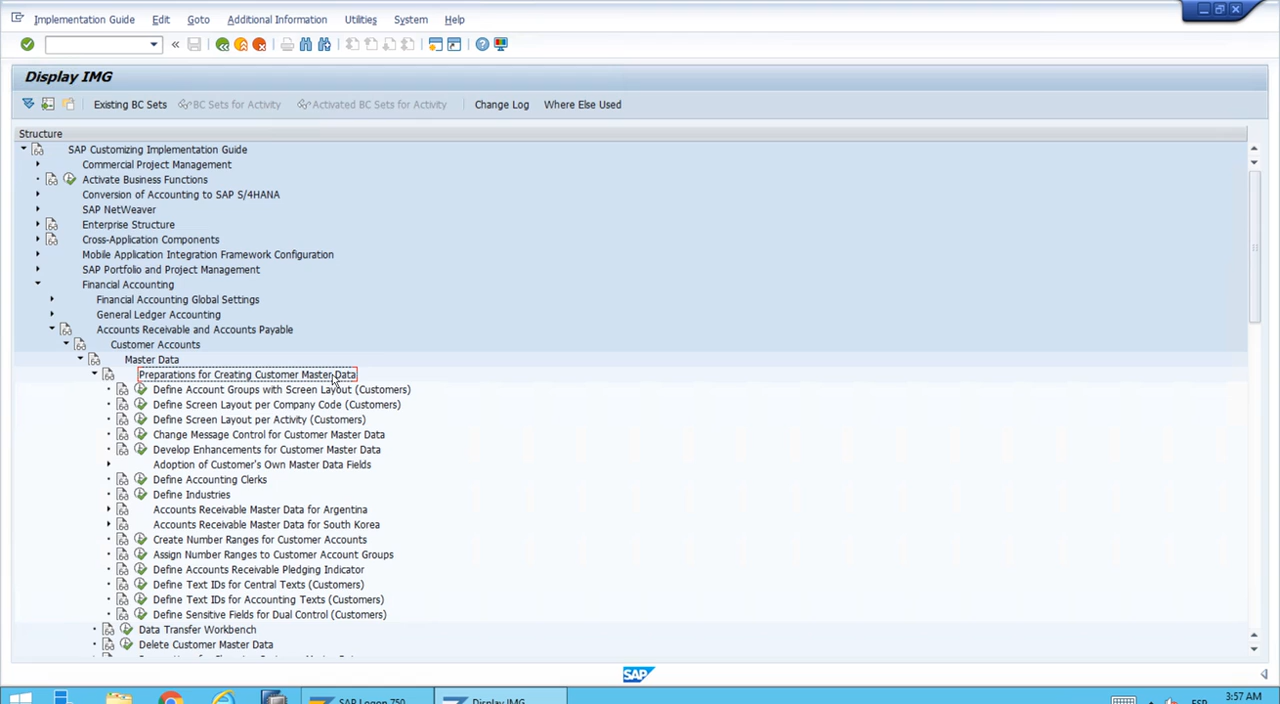 Implementation Guide Edit Goto Additional Information Utilities System Help
Display IMG
Existing BC Sets BC Sets for Activity Activated BC Sets for Activity Change Log Where Else Used
Structure
SAP Customizing Implementation Guide
Commercial Project Management
Activate Business Functions
Conversion of Accounting to SAP S/4HANA
SAP NetWeaver
Enterprise Structure
Cross-Application Components
Mobile Application Integration Framework Configuration
SAP Portfolio and Project Management
Financial Accounting
Financial Accounting Global Settings
General Ledger Accounting
Accounts Receivable and Accounts Payable
Customer Accounts
Master Data
Preparations for Creating Customer Master Data
Define Account Groups with Screen Layout (Customers)
Define Screen Layout per Company Code (Customers)
Define Screen Layout per Activity (Customers)
Change Message Control for Customer Master Data
Develop Enhancements for Customer Master Data
Adoption of Customer's Own Master Data Fields
Define Accounting Clerks
Define Industries
Accounts Receivable Master Data for Argentina
Accounts Receivable Master Data for South Korea
Create Number Ranges for Customer Accounts
Assign Number Ranges to Customer Account Groups
Define Accounts Receivable Pledging Indicator
Define Text IDs for Central Texts (Customers)
Define Text IDs for Accounting Texts (Customers)
Define Sensitive Fields for Dual Control (Customers)
Data Transfer Workbench
Delete Customer Master Data
SAP
SAP Logon 750 Display IMG ESP 3:57 AM